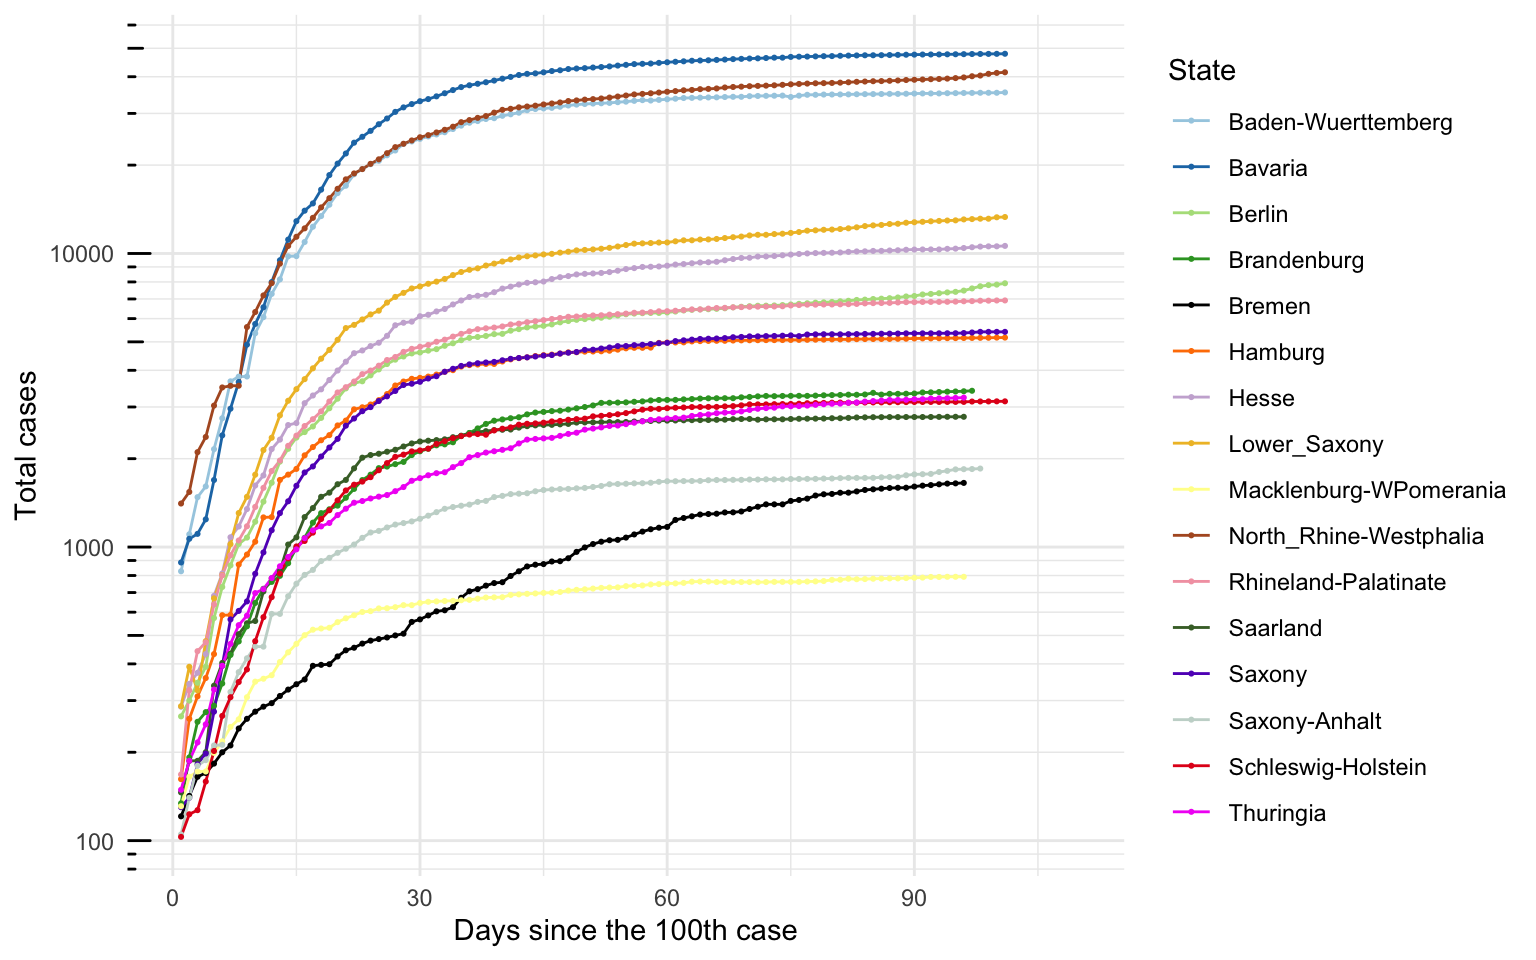 Total cases
10000
1000
100
0
30
60
90
Days since the 100th case
State
Baden-Wuerttemberg
Bavaria
Berlin
Brandenburg
Bremen
Hamburg
Hesse
Lower_Saxony
Macklenburg-WPomerania
North_Rhine-Westphalia
Rhineland-Palatinate
Saarland
Saxony
Saxony-Anhalt
Schleswig-Holstein
Thuringia